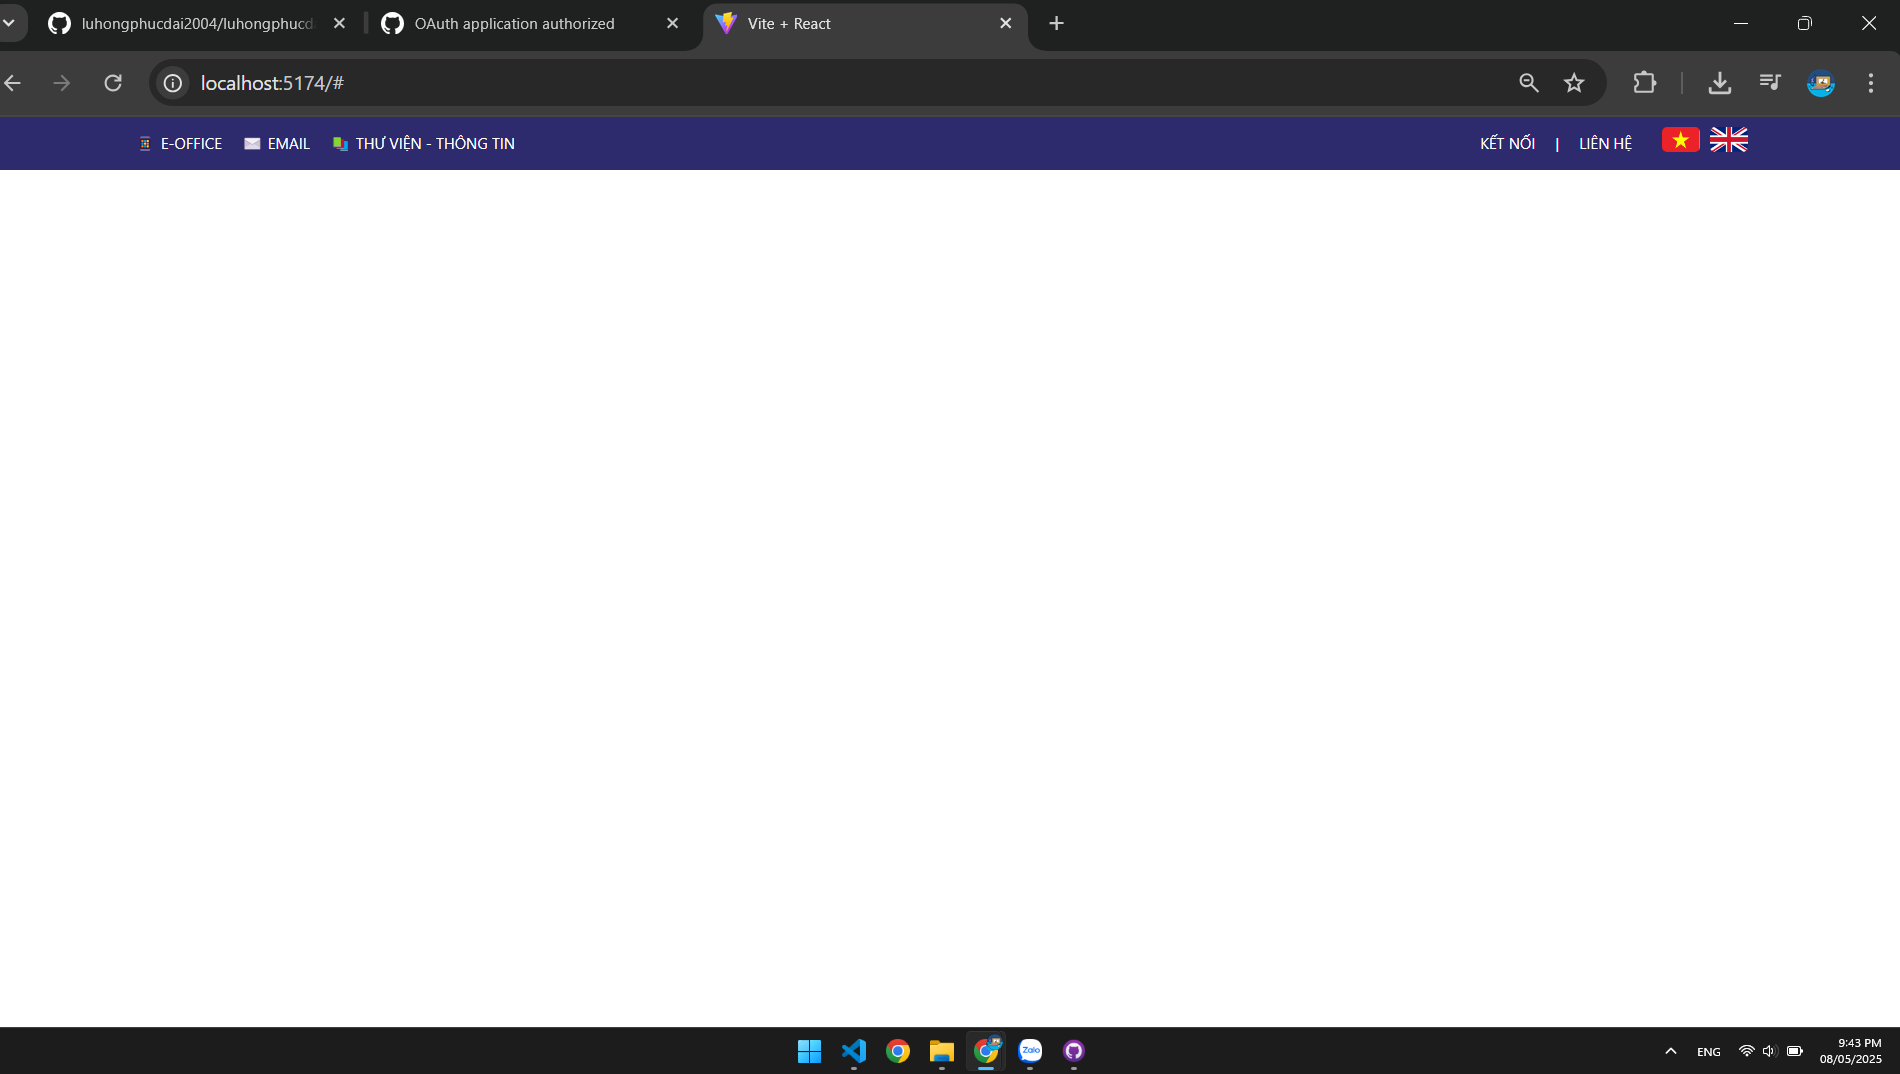 luhongphucdai2004/luhongphucd
OAuth application authorized
Vite + React
localhost:5174/#
E-OFFICE
EMAIL
THƯ VIỆN - THÔNG TIN
KẾT NỐI | LIÊN HỆ
Zalo
ENG
9:43 PM
08/05/2025